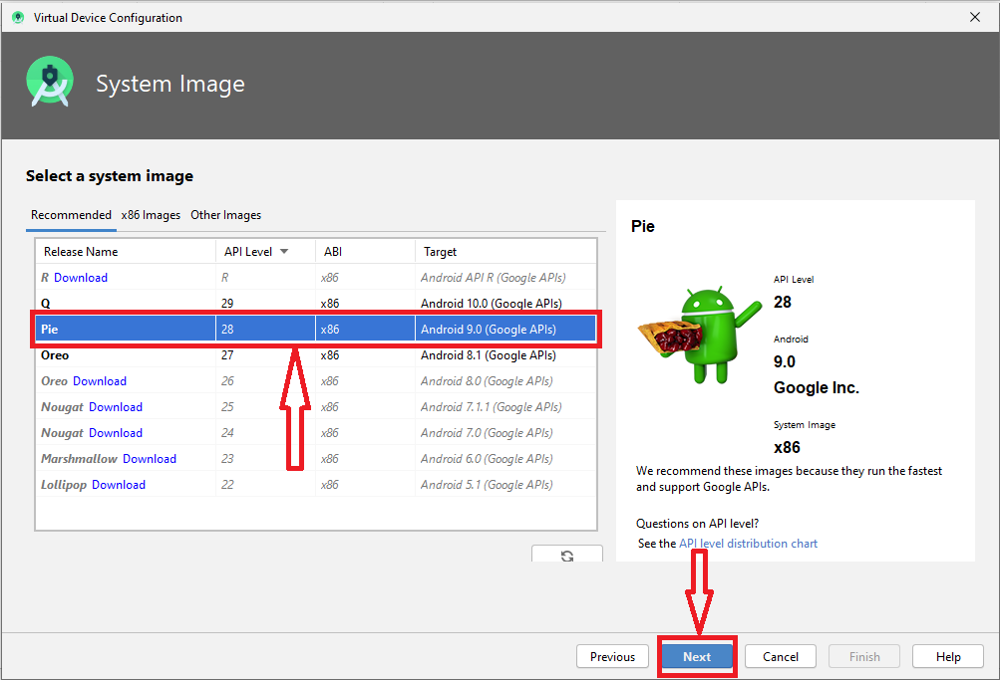 Virtual Device Configuration
System Image
Select a system image
Recommended x86 Images Other Images
Release Name API Level ABI Target
R Download R x86 Android API R (Google APIs)
Q 29 x86 Android 10.0 (Google APIs)
Pie 28 x86 Android 9.0 (Google APIs)
Oreo 27 x86 Android 8.1 (Google APIs)
Oreo Download 26 x86 Android 8.0 (Google APIs)
Nougat Download 25 x86 Android 7.1.1 (Google APIs)
Nougat Download 24 x86 Android 7.0 (Google APIs)
Marshmallow Download 23 x86 Android 6.0 (Google APIs)
Lollipop Download 22 x86 Android 5.1 (Google APIs)
Pie
API Level
28
Android
9.0
Google Inc.
System Image
x86
We recommend these images because they run the fastest
and support Google APIs.
Questions on API level?
See the API level distribution chart
Previous Next Cancel Finish Help